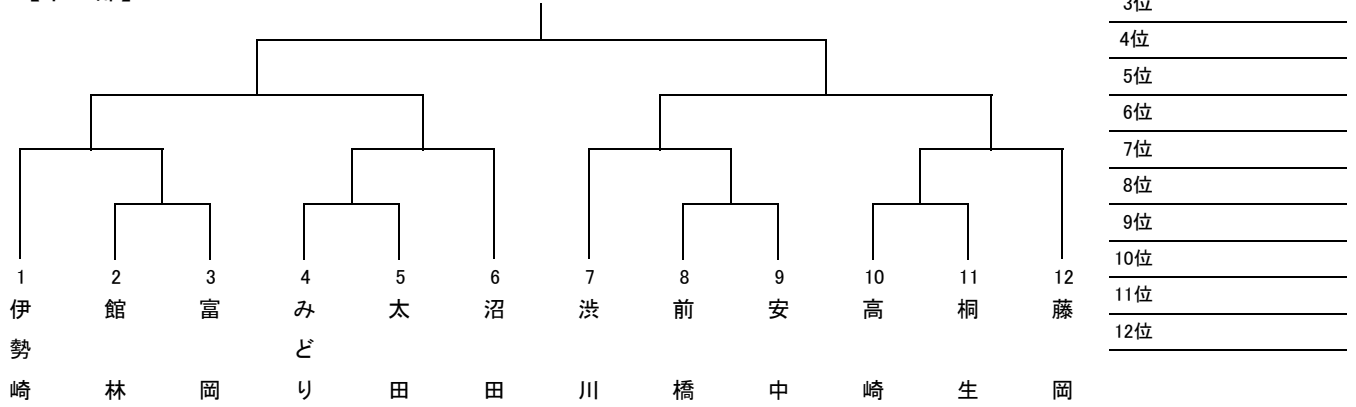 3位
4位
5位
6位
7位
8位
9位
10位
11位
12位
1 2 3 4 5 6 7 8 9 10 11 12
伊勢崎
館林
富岡
みどり
太田
沼田
渋川
前橋
安中
高崎
桐生
藤岡